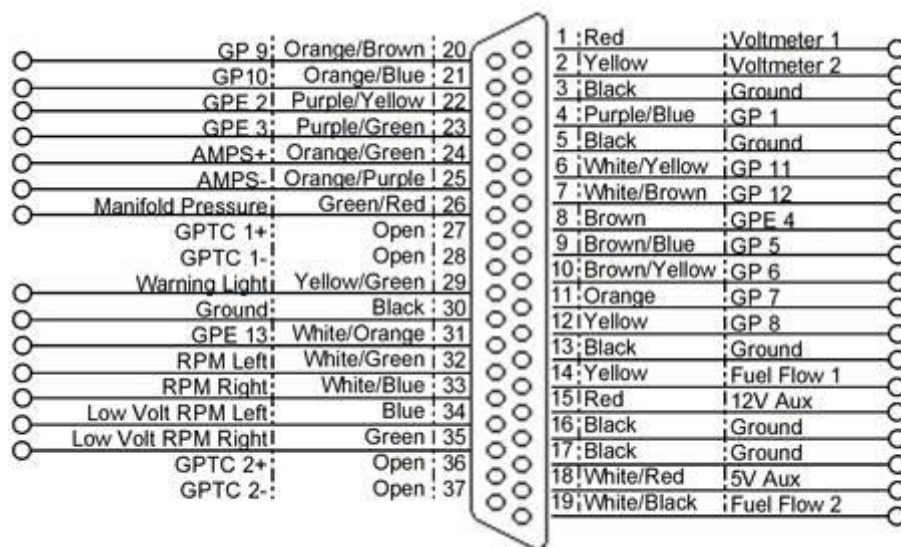 GP 9 Orange/Brown 20
GP10 Orange/Blue 21
GPE 2 Purple/Yellow 22
GPE 3 Purple/Green 23
AMPS+ Orange/Green 24
AMPS- Orange/Purple 25
Manifold Pressure Green/Red 26
GPTC 1+ Open 27
GPTC 1- Open 28
Warning Light Yellow/Green 29
Ground Black 30
GPE 13 White/Orange 31
RPM Left White/Green 32
RPM Right White/Blue 33
Low Volt RPM Left Blue 34
Low Volt RPM Right Green 35
GPTC 2+ Open 36
GPTC 2- Open 37
1 Red Voltmeter 1
2 Yellow Voltmeter 2
3 Black Ground
4 Purple/Blue GP 1
5 Black Ground
6 White/Yellow GP 11
7 White/Brown GP 12
8 Brown GPE 4
9 Brown/Blue GP 5
10 Brown/Yellow GP 6
11 Orange GP 7
12 Yellow GP 8
13 Black Ground
14 Yellow Fuel Flow 1
15 Red 12V Aux
16 Black Ground
17 Black Ground
18 White/Red 5V Aux
19 White/Black Fuel Flow 2